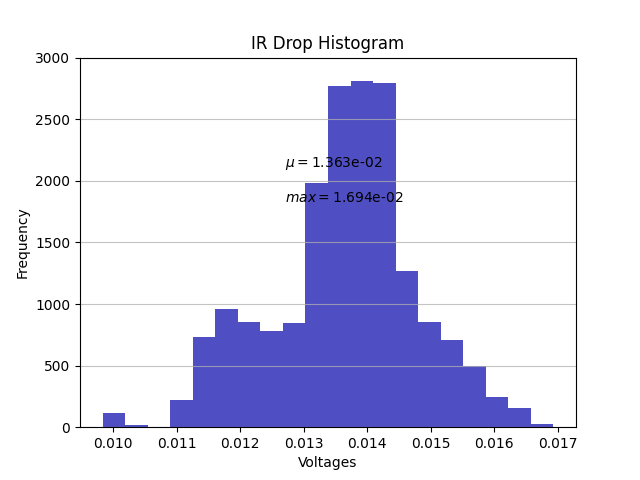 IR Drop Histogram
3000
2500
2000
1500
1000
500
0
Frequency
μ = 1.363e-02
max = 1.694e-02
0.010 0.011 0.012 0.013 0.014 0.015 0.016 0.017
Voltages